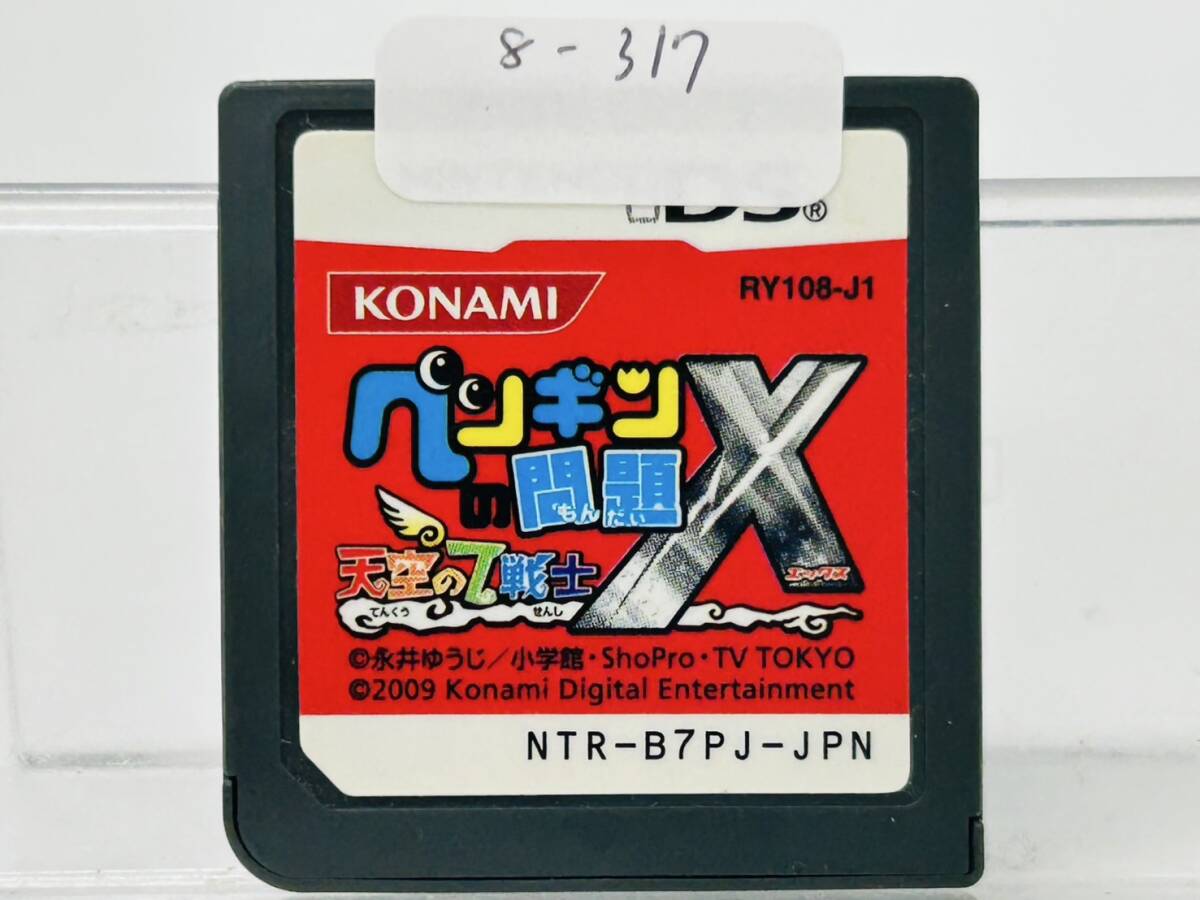 8-317
DS®
KONAMI
RY108-J1
ペンギン
の問題
もんだい
X
エックス
天空の乙戦士
てんくう せんし
©永井ゆうじ/小学館・ShoPro・TV TOKYO
©2009 Konami Digital Entertainment
NTR-B7PJ-JPN